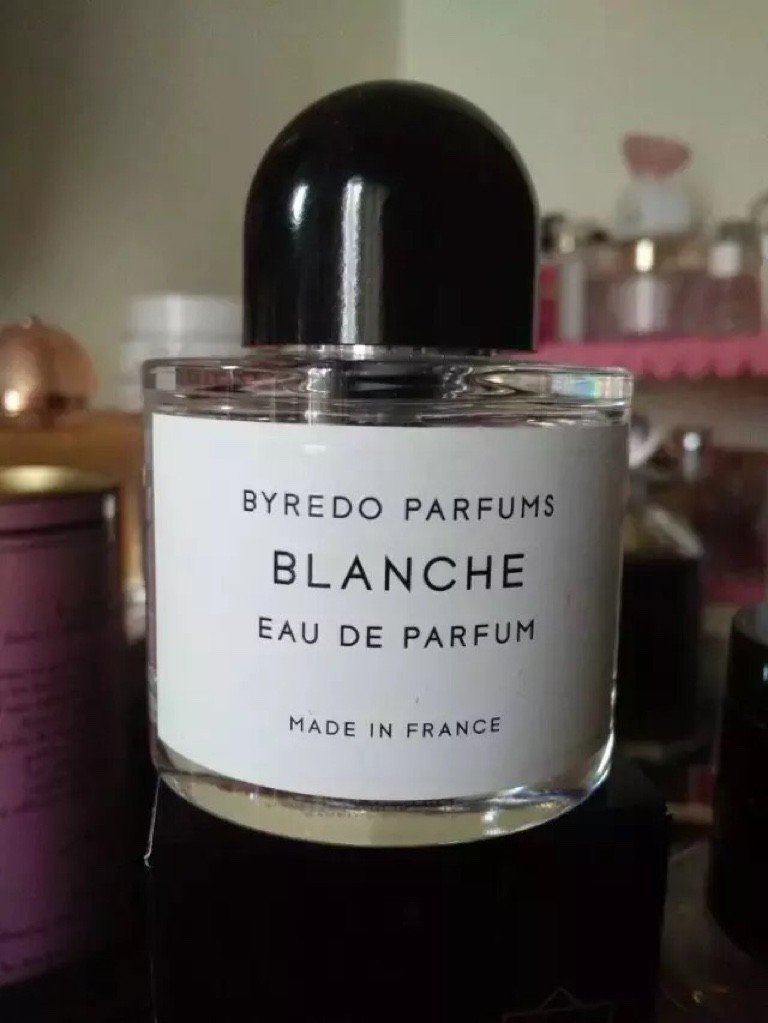 BYREDO PARFUMS
BLANCHE
EAU DE PARFUM
MADE IN FRANCE